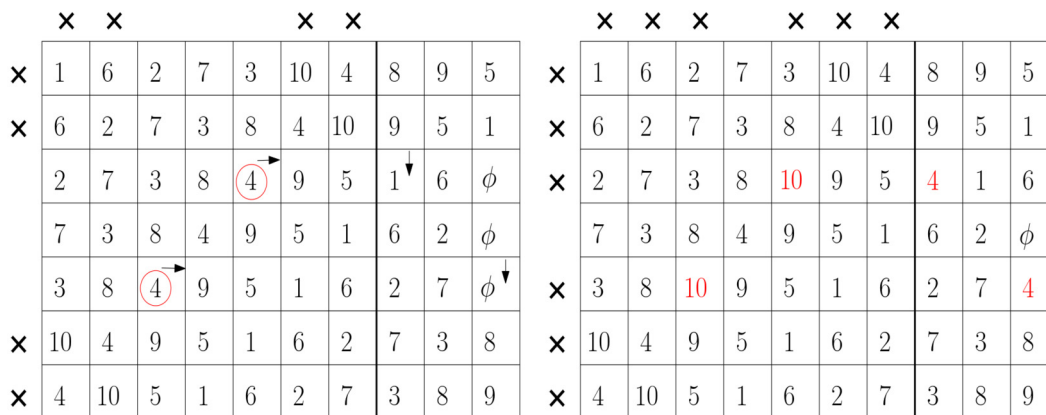 × × × ×
× 1 6 2 7 3 10 4 8 9 5
× 6 2 7 3 8 4 10 9 5 1
2 7 3 8 4 9 5 1 6 ϕ
7 3 8 4 9 5 1 6 2 ϕ
3 8 4 9 5 1 6 2 7 ϕ
× 10 4 9 5 1 6 2 7 3 8
× 4 10 5 1 6 2 7 3 8 9
× × × × × ×
× 1 6 2 7 3 10 4 8 9 5
× 6 2 7 3 8 4 10 9 5 1
× 2 7 3 8 10 9 5 4 1 6
7 3 8 4 9 5 1 6 2 ϕ
× 3 8 10 9 5 1 6 2 7 4
× 10 4 9 5 1 6 2 7 3 8
× 4 10 5 1 6 2 7 3 8 9